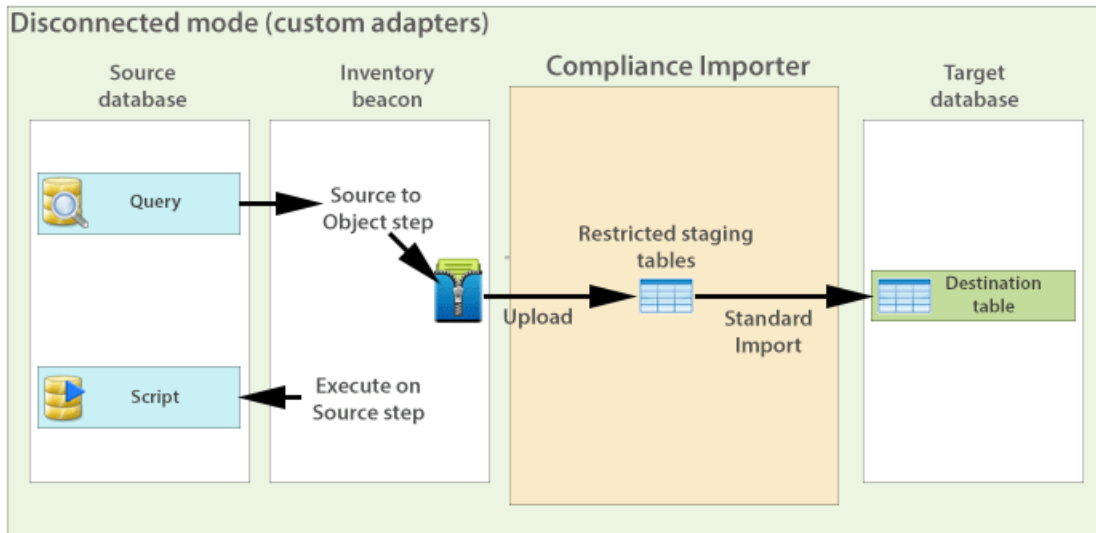 Disconnected mode (custom adapters)
Source
database
Inventory
beacon
Compliance Importer
Target
database
Query
Source to
Object step
Restricted staging
tables
Upload
Standard
Import
Destination
table
Script
Execute on
Source step